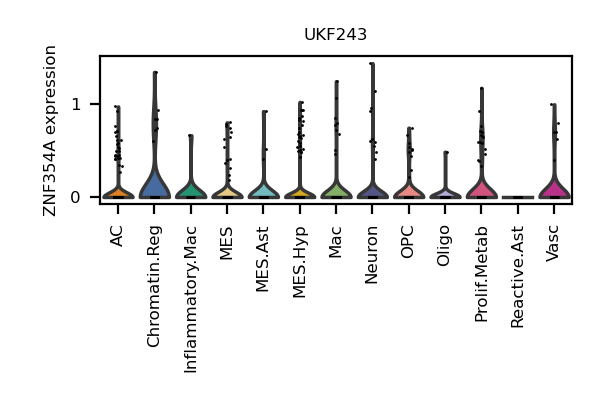 UKF243
ZNF354A expression
1
0
AC
Chromatin.Reg
Inflammatory.Mac
MES
MES.Ast
MES.Hyp
Mac
Neuron
OPC
Oligo
Prolif.Metab
Reactive.Ast
Vasc